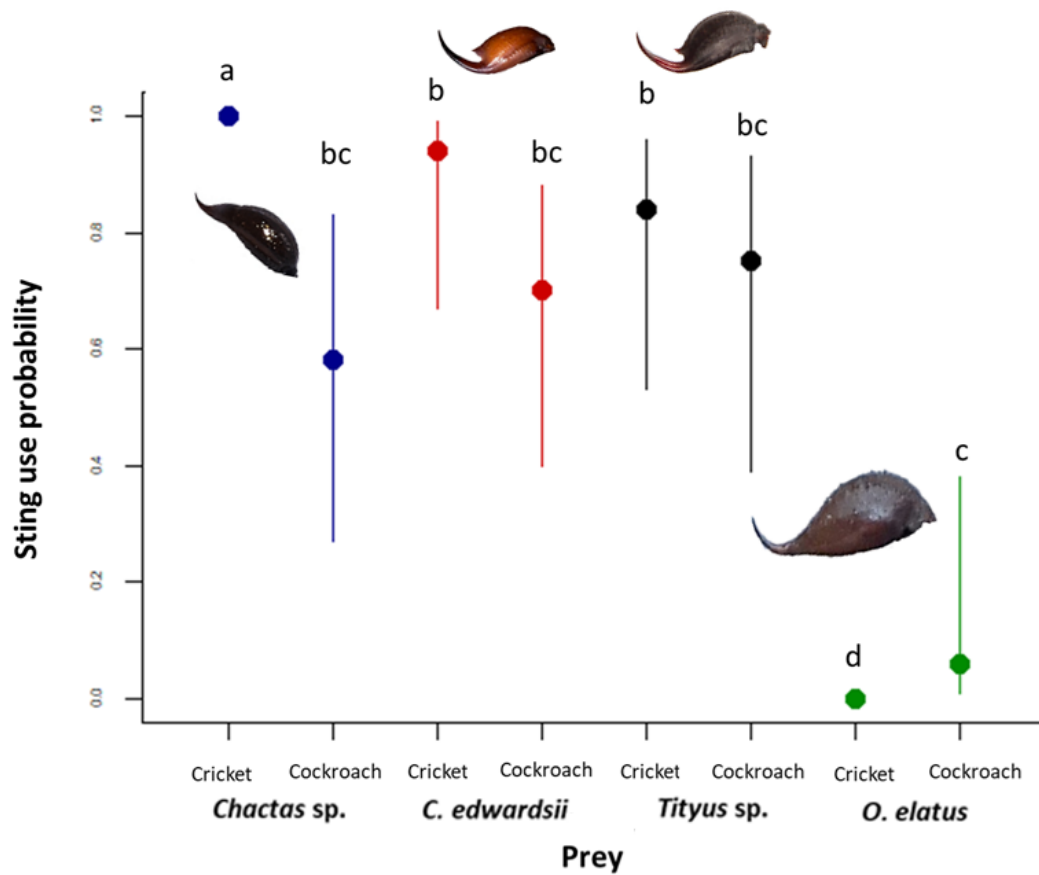 a
b
b
bc
bc
bc
c
d
Sting use probability
1.0
0.8
0.6
0.4
0.2
0.0
Cricket Cockroach Cricket Cockroach Cricket Cockroach Cricket Cockroach
Chactas sp. C. edwardsii Tityus sp. O. elatus
Prey